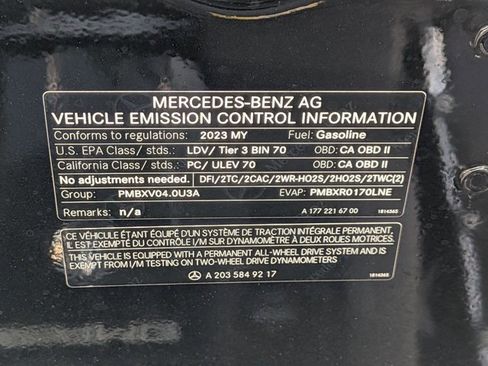 MERCEDES-BENZ AG
VEHICLE EMISSION CONTROL INFORMATION
Conforms to regulations: 2023 MY Fuel: Gasoline
U.S. EPA Class/ stds.: LDV/ Tier 3 BIN 70 OBD: CA OBD II
California Class/ stds.: PC/ ULEV 70 OBD: CA OBD II
No adjustments needed. DFI/2TC/2CAC/2WR-HO2S/2HO2S/2TWC(2)
Group: PMBXV04.0U3A EVAP: PMBXR0170LNE
Remarks: n/a A 177 221 67 00 1814365
CE VÉHICULE ÉTANT ÉQUIPÉ D'UN SYSTÈME DE TRACTION INTÉGRALE PERMANENT,
IL EST EXEMPTÉ DU CONTRÔLE I/M SUR DYNAMOMÈTRE À DEUX ROUES MOTRICES.
THIS VEHICLE IS EQUIPPED WITH A PERMANENT ALL-WHEEL DRIVE SYSTEM AND IS
EXEMPT FROM I/M TESTING ON TWO-WHEEL DRIVE DYNAMOMETERS
A 203 584 92 17 1814365